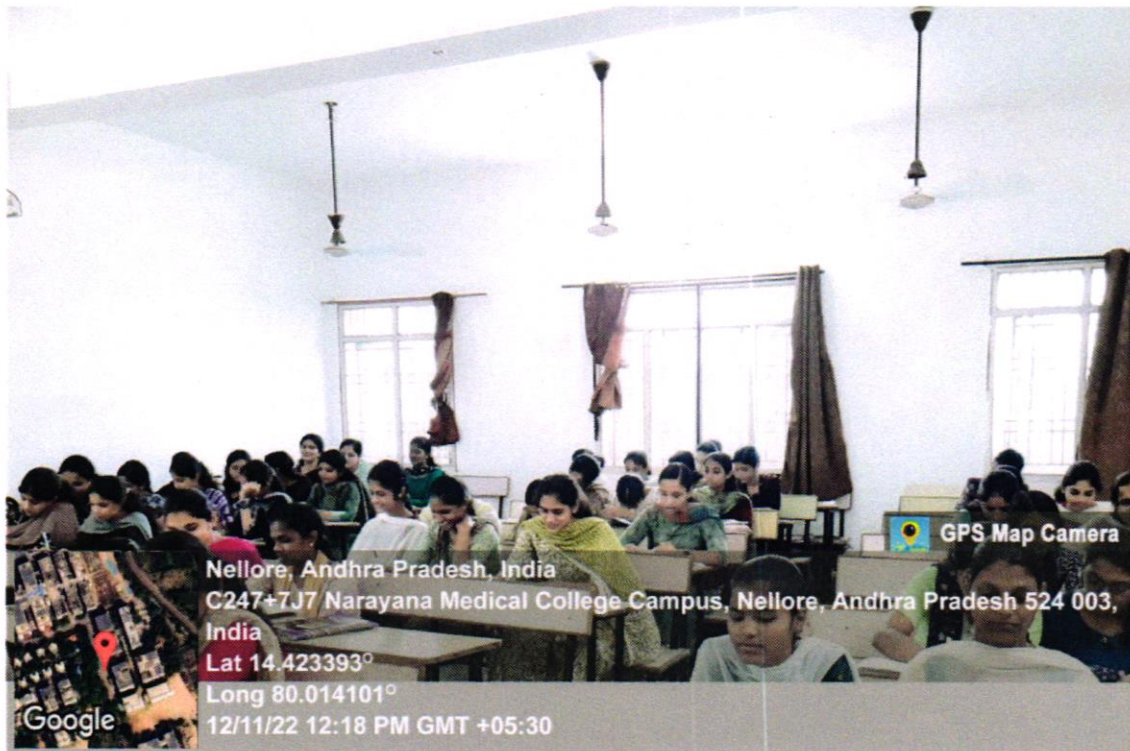 GPS Map Camera
Nellore, Andhra Pradesh, India
C247+7J7 Narayana Medical College Campus, Nellore, Andhra Pradesh 524 003,
India
Lat 14.423393°
Long 80.014101°
12/11/22 12:18 PM GMT +05:30
Google